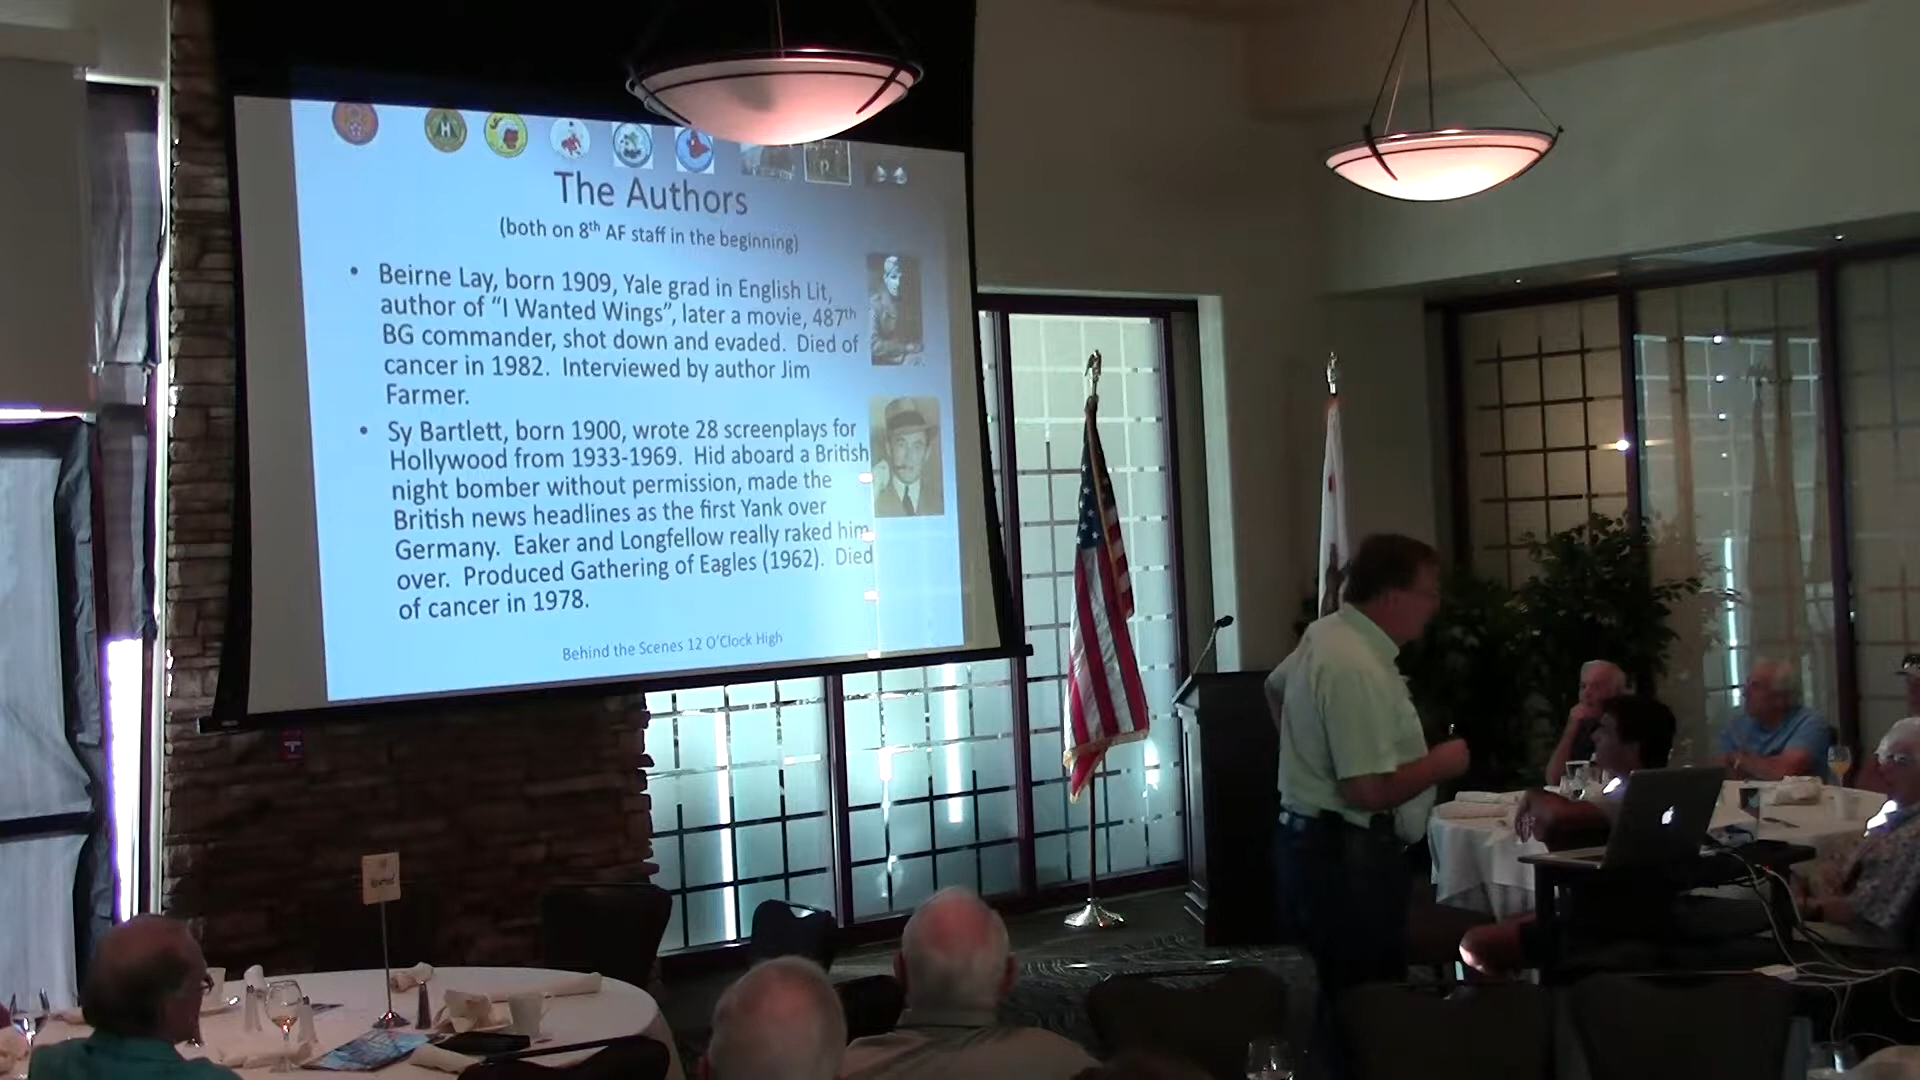 The Authors
(both on 8th AF staff in the beginning)
• Beirne Lay, born 1909, Yale grad in English Lit,
author of “I Wanted Wings”, later a movie, 487th
BG commander, shot down and evaded. Died of
cancer in 1982. Interviewed by author Jim
Farmer.
• Sy Bartlett, born 1900, wrote 28 screenplays for
Hollywood from 1933-1969. Hid aboard a British
night bomber without permission, made the
British news headlines as the first Yank over
Germany. Eaker and Longfellow really raked him
over. Produced Gathering of Eagles (1962). Died
of cancer in 1978.
Behind the Scenes 12 O'Clock High
H